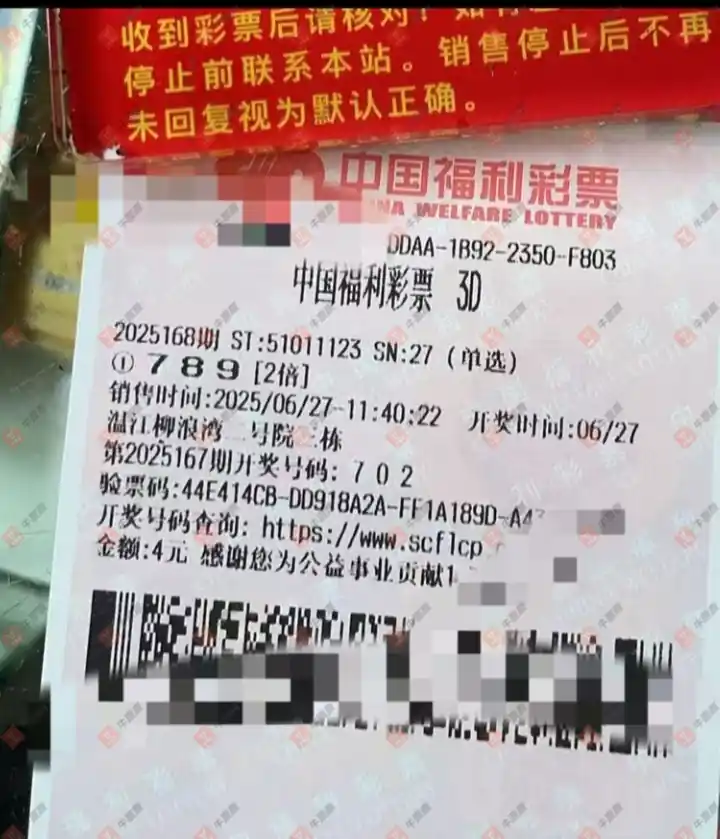 收到彩票后请核对!
停止前联系本站。销售停止后不再
未回复视为默认正确。
中国福利彩票
NA WELFARE LOTTERY
DDAA-1B92-2350-F803
中国福利彩票 3D
2025168期 ST:51011123 SN:27 (单选)
① 7 8 9 [2倍]
销售时间:2025/06/27-11:40:22 开奖时间:06/27
温江柳浪湾二号院二栋
第2025167期开奖号码: 7 0 2
验票码:44E414CB-DD918A2A-FF1A189D-A4
开奖号码查询: https://www.scflcp
金额:4元 感谢您为公益事业贡献1
牛图源